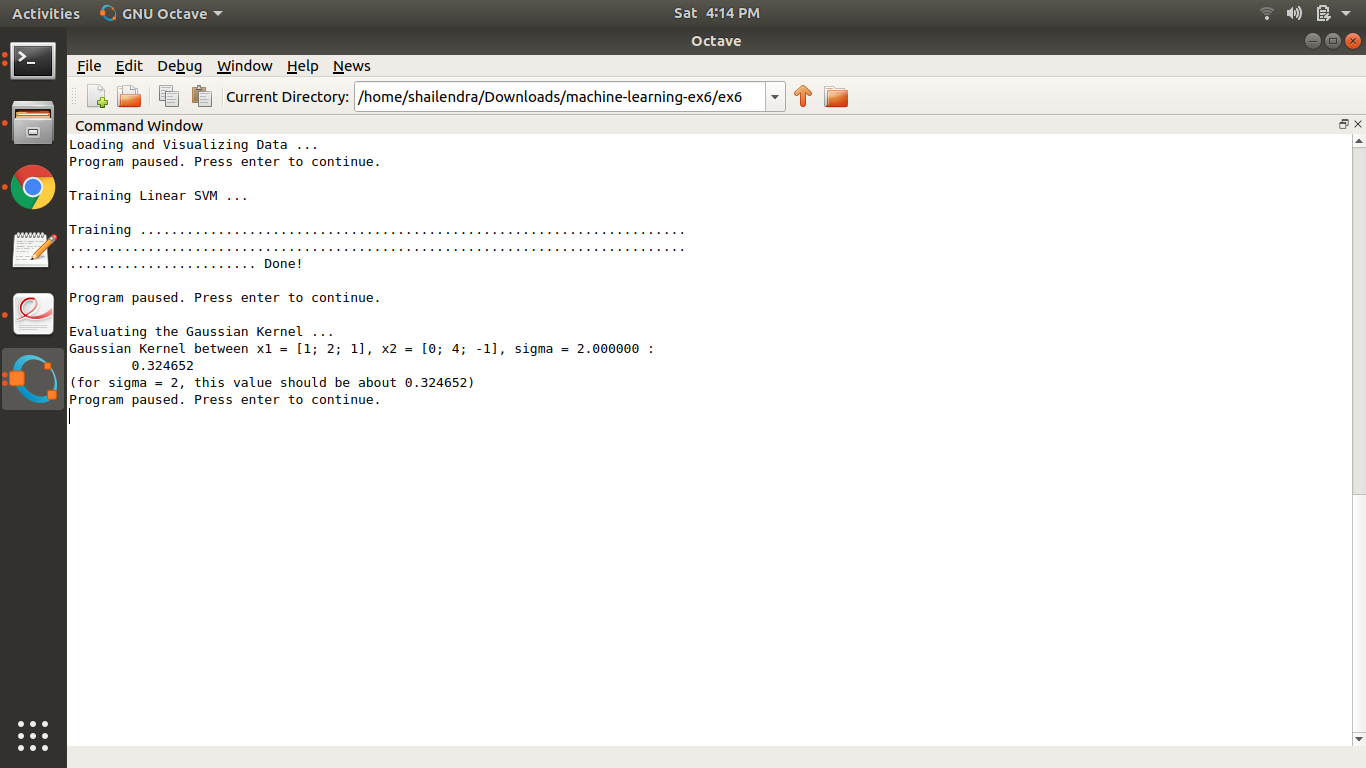 Activities GNU Octave Sat 4:14 PM
Octave
File Edit Debug Window Help News
Current Directory: /home/shailendra/Downloads/machine-learning-ex6/ex6
Command Window
Loading and Visualizing Data ...
Program paused. Press enter to continue.
Training Linear SVM ...
Training ......................................................................
...............................................................................
........................ Done!
Program paused. Press enter to continue.
Evaluating the Gaussian Kernel ...
Gaussian Kernel between x1 = [1; 2; 1], x2 = [0; 4; -1], sigma = 2.000000 :
0.324652
(for sigma = 2, this value should be about 0.324652)
Program paused. Press enter to continue.